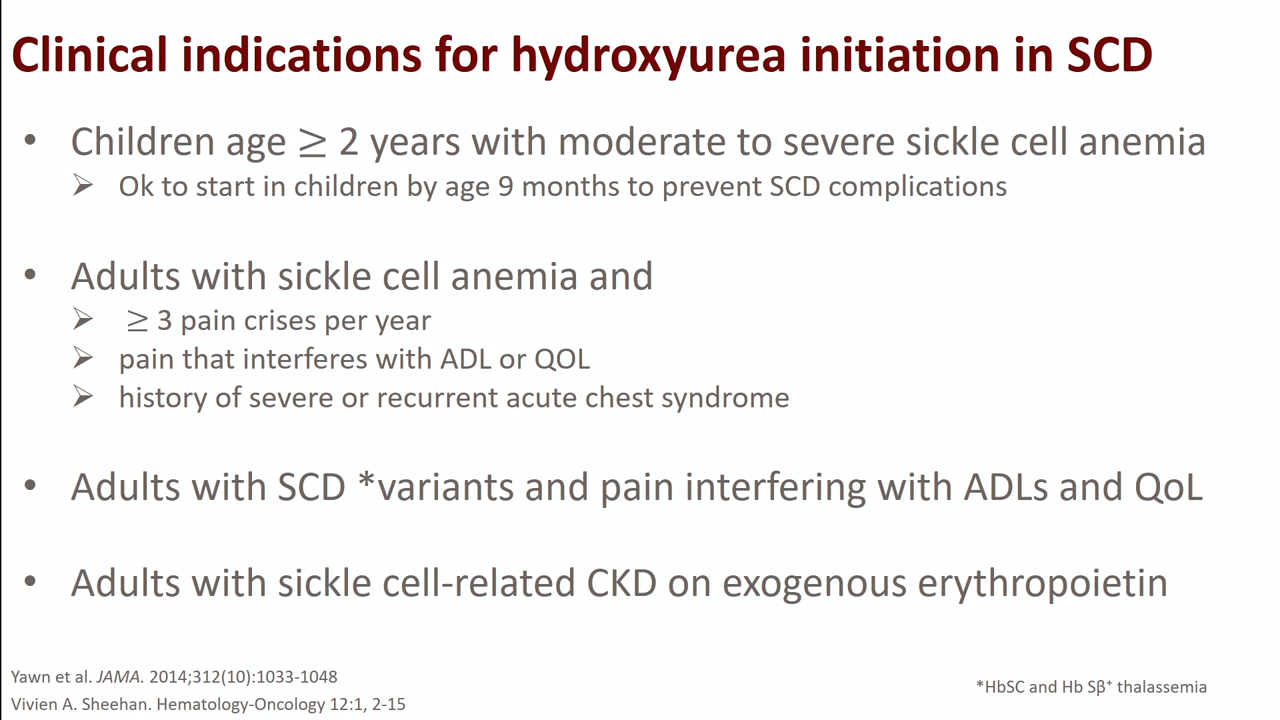 Clinical indications for hydroxyurea initiation in SCD
• Children age ≥ 2 years with moderate to severe sickle cell anemia
➢ Ok to start in children by age 9 months to prevent SCD complications
• Adults with sickle cell anemia and
➢ ≥ 3 pain crises per year
➢ pain that interferes with ADL or QOL
➢ history of severe or recurrent acute chest syndrome
• Adults with SCD *variants and pain interfering with ADLs and QoL
• Adults with sickle cell-related CKD on exogenous erythropoietin
Yawn et al. JAMA. 2014;312(10):1033-1048
Vivien A. Sheehan. Hematology-Oncology 12:1, 2-15
*HbSC and Hb Sβ⁺ thalassemia